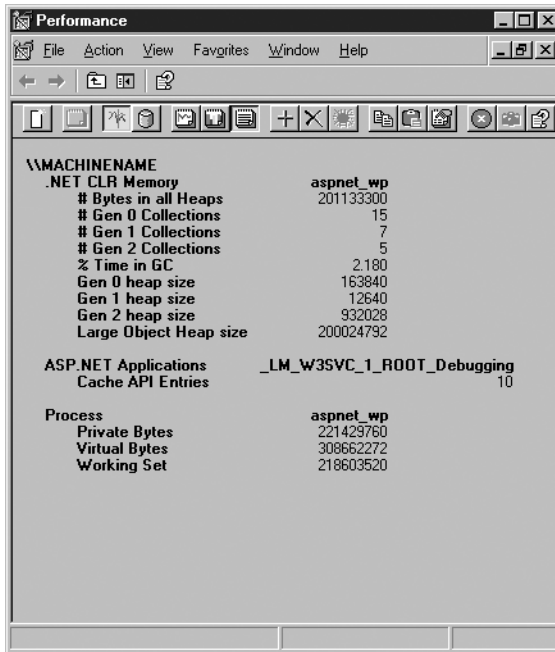 Performance
File Action View Favorites Window Help
\\MACHINENAME
.NET CLR Memory aspnet_wp
# Bytes in all Heaps 201133300
# Gen 0 Collections 15
# Gen 1 Collections 7
# Gen 2 Collections 5
% Time in GC 2.180
Gen 0 heap size 163840
Gen 1 heap size 12640
Gen 2 heap size 932028
Large Object Heap size 200024792
ASP.NET Applications _LM_W3SVC_1_ROOT_Debugging
Cache API Entries 10
Process aspnet_wp
Private Bytes 221429760
Virtual Bytes 308662272
Working Set 218603520